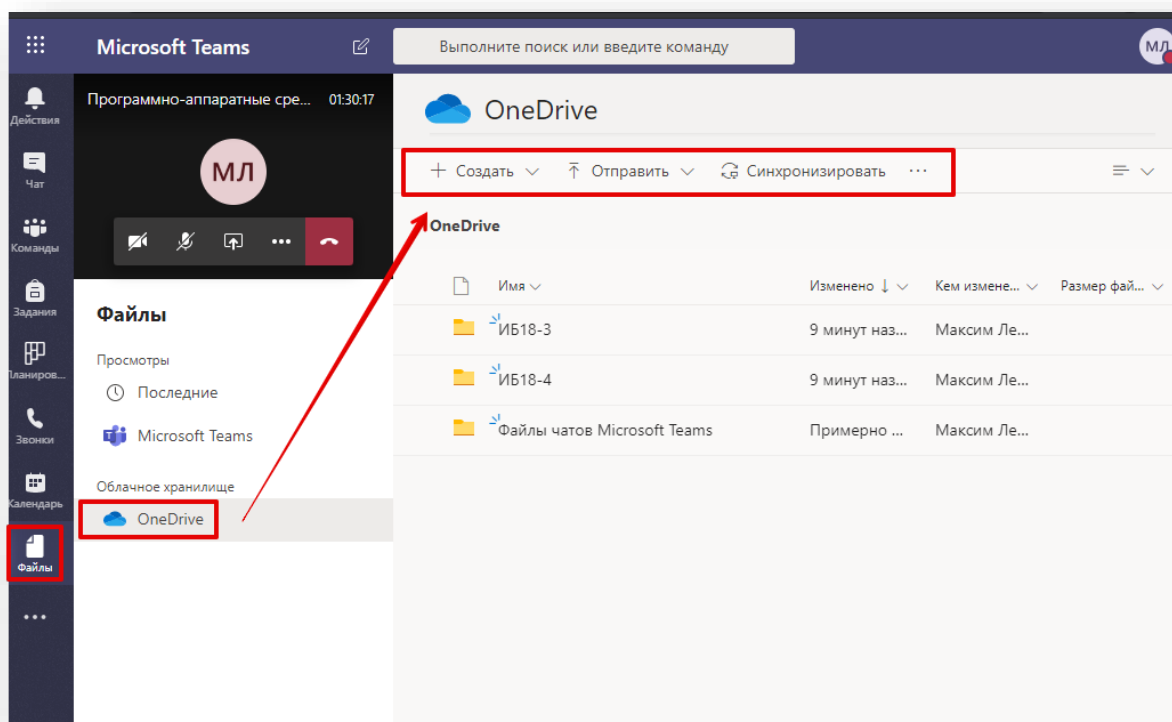 Microsoft Teams
Выполните поиск или введите команду
МЛ
Действия
Чат
Команды
Задания
Планиров...
Звонки
Календарь
Файлы
Программно-аппаратные сре... 01:30:17
МЛ
Файлы
Просмотры
Последние
Microsoft Teams
Облачное хранилище
OneDrive
OneDrive
Создать Отправить Синхронизировать ...
OneDrive
Имя Изменено Кем измене... Размер фай...
ИБ18-3 9 минут наз... Максим Ле...
ИБ18-4 9 минут наз... Максим Ле...
Файлы чатов Microsoft Teams Примерно ... Максим Ле...